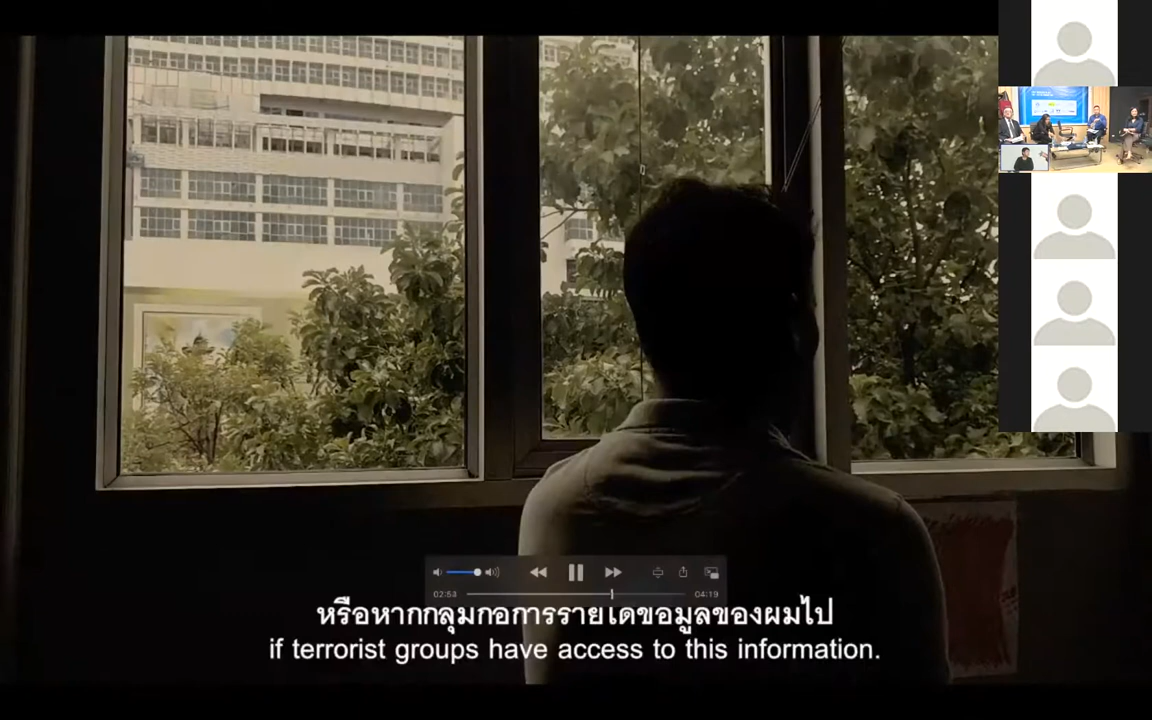 02:53
04:19
หรือหากกลุมกอการรายไดขอมูลของผมไป
if terrorist groups have access to this information.